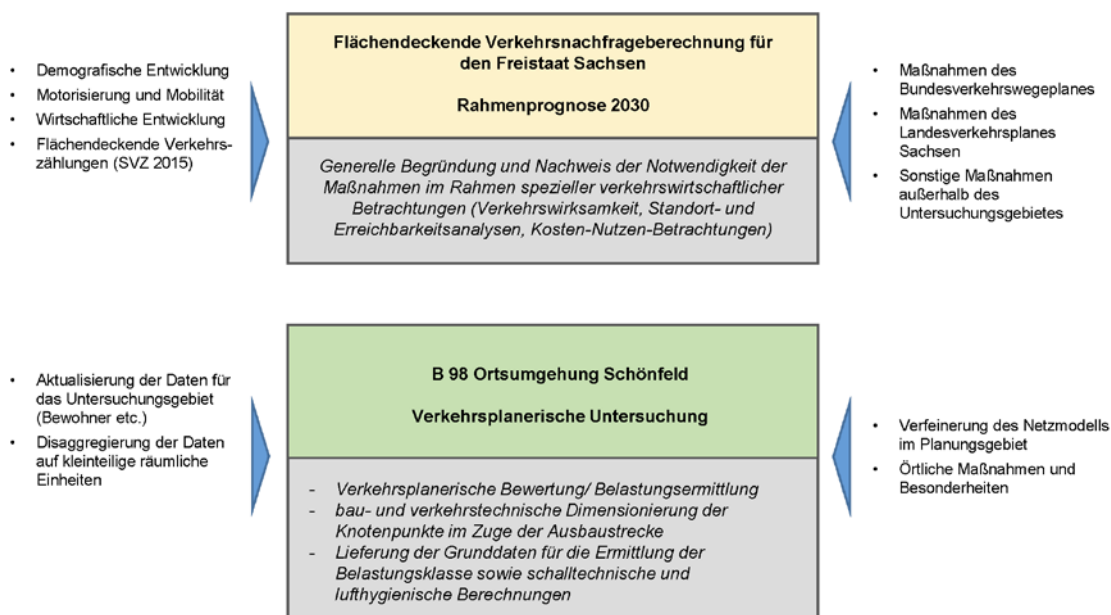 Flächendeckende Verkehrsnachfrageberechnung für
den Freistaat Sachsen
Rahmenprognose 2030
• Demografische Entwicklung
• Motorisierung und Mobilität
• Wirtschaftliche Entwicklung
• Flächendeckende Verkehrs-
zählungen (SVZ 2015)
Generelle Begründung und Nachweis der Notwendigkeit der
Maßnahmen im Rahmen spezieller verkehrswirtschaftlicher
Betrachtungen (Verkehrswirksamkeit, Standort- und
Erreichbarkeitsanalysen, Kosten-Nutzen-Betrachtungen)
• Maßnahmen des
Bundesverkehrswegeplanes
• Maßnahmen des
Landesverkehrsplanes
Sachsen
• Sonstige Maßnahmen
außerhalb des
Untersuchungsgebietes
B 98 Ortsumgehung Schönfeld
Verkehrsplanerische Untersuchung
• Aktualisierung der Daten für
das Untersuchungsgebiet
(Bewohner etc.)
• Disaggregierung der Daten
auf kleinteilige räumliche
Einheiten
- Verkehrsplanerische Bewertung/ Belastungsermittlung
- bau- und verkehrstechnische Dimensionierung der
Knotenpunkte im Zuge der Ausbaustrecke
- Lieferung der Grunddaten für die Ermittlung der
Belastungsklasse sowie schalltechnische und
lufthygienische Berechnungen
• Verfeinerung des Netzmodells
im Planungsgebiet
• Örtliche Maßnahmen und
Besonderheiten